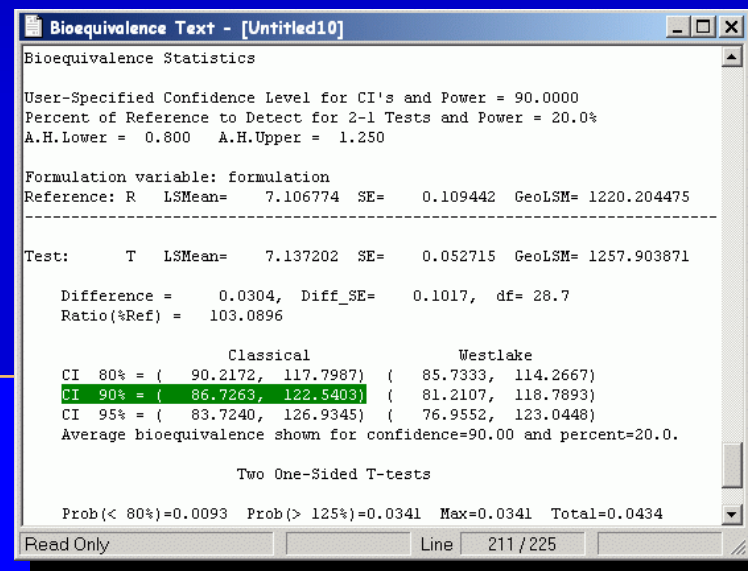 Bioequivalence Text - [Untitled10]
Bioequivalence Statistics
User-Specified Confidence Level for CI's and Power = 90.0000
Percent of Reference to Detect for 2-1 Tests and Power = 20.0%
A.H.Lower = 0.800 A.H.Upper = 1.250
Formulation variable: formulation
Reference: R LSMean= 7.106774 SE= 0.109442 GeoLSM= 1220.204475
-----------------------------------------------------------------------
Test: T LSMean= 7.137202 SE= 0.052715 GeoLSM= 1257.903871
Difference = 0.0304, Diff_SE= 0.1017, df= 28.7
Ratio(%Ref) = 103.0896
Classical Westlake
CI 80% = ( 90.2172, 117.7987) ( 85.7333, 114.2667)
CI 90% = ( 86.7263, 122.5403) ( 81.2107, 118.7893)
CI 95% = ( 83.7240, 126.9345) ( 76.9552, 123.0448)
Average bioequivalence shown for confidence=90.00 and percent=20.0.
Two One-Sided T-tests
Prob(< 80%)=0.0093 Prob(> 125%)=0.0341 Max=0.0341 Total=0.0434
Read Only Line 211 / 225